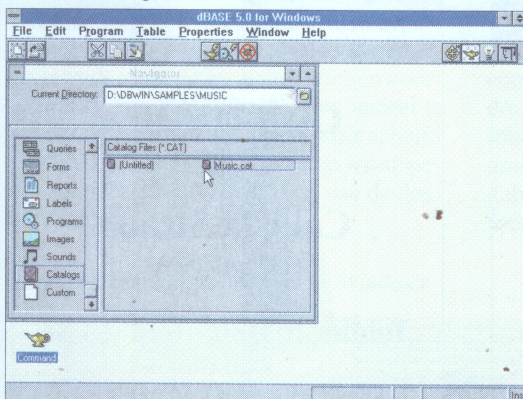 dBASE 5.0 for Windows
File Edit Program Table Properties Window Help
Navigator
Current Directory: D:\DBWIN\SAMPLES\MUSIC
Catalog Files (*.CAT)
Queries
Forms
Reports
Labels
Programs
Images
Sounds
Catalogs
Custom
(Untitled) Music.cat
Command
Ins